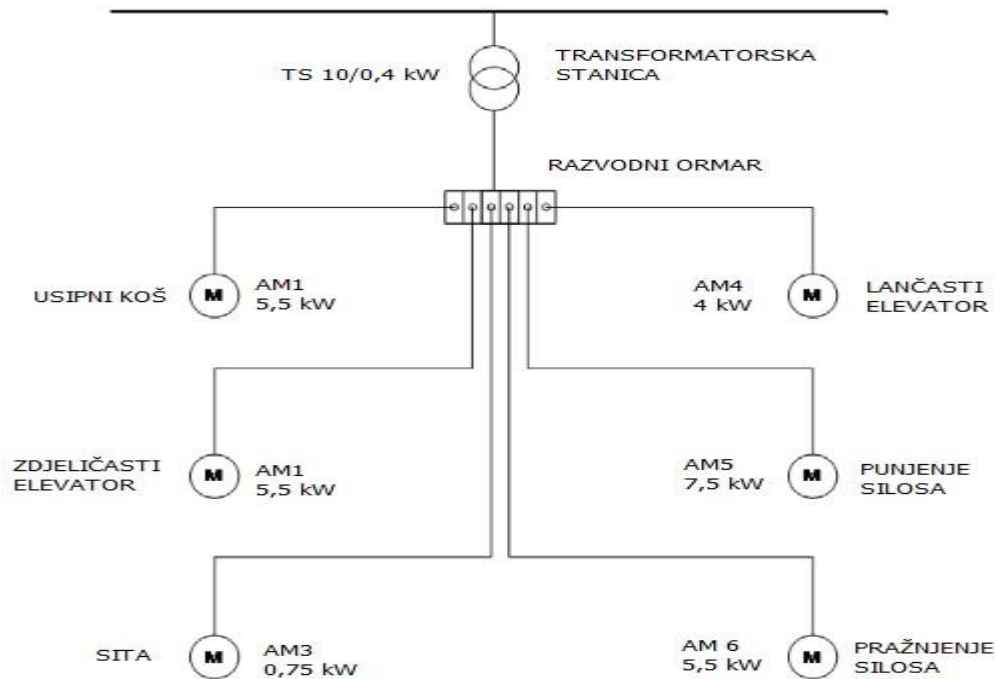 TS 10/0,4 kW
TRANSFORMATORSKA
STANICA
RAZVODNI ORMAR
USIPNI KOŠ
M
AM1
5,5 kW
AM4
4 kW
M
LANČASTI
ELEVATOR
ZDJELIČASTI
ELEVATOR
M
AM1
5,5 kW
AM5
7,5 kW
M
PUNJENJE
SILOSA
SITA
M
AM3
0,75 kW
AM 6
5,5 kW
M
PRAŽNJENJE
SILOSA